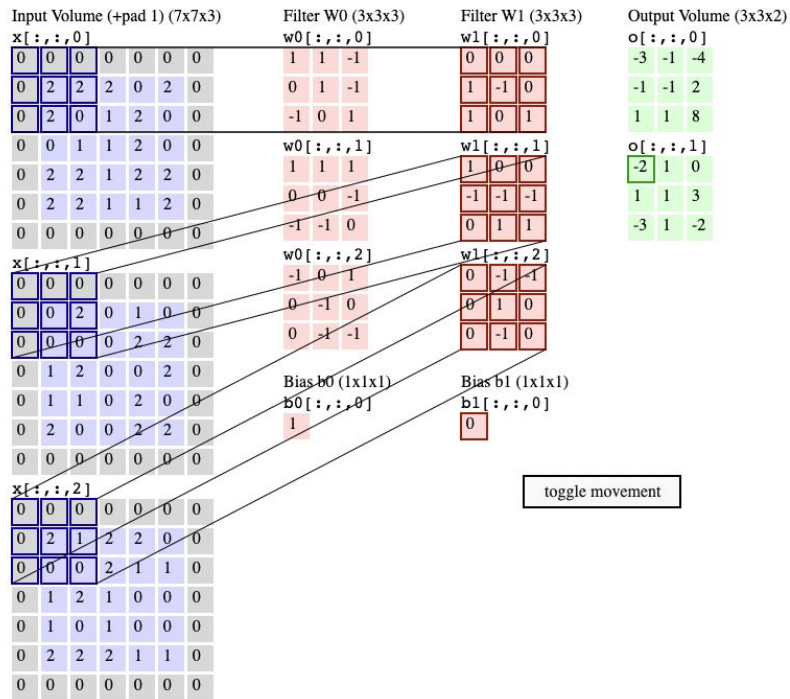 Input Volume (+pad 1) (7x7x3)
x[:,:,0]
0 0 0 0 0 0 0
0 2 2 2 0 2 0
0 2 0 1 2 0 0
0 0 1 1 2 0 0
0 2 2 1 2 2 0
0 2 2 1 1 2 0
0 0 0 0 0 0 0
x[:,:,1]
0 0 0 0 0 0 0
0 0 2 0 1 0 0
0 0 0 0 2 2 0
0 1 2 0 0 2 0
0 1 1 0 2 0 0
0 2 0 0 2 2 0
0 0 0 0 0 0 0
x[:,:,2]
0 0 0 0 0 0 0
0 2 1 2 2 0 0
0 0 0 2 1 1 0
0 1 2 1 0 0 0
0 1 0 1 0 0 0
0 2 2 2 1 1 0
0 0 0 0 0 0 0
Filter W0 (3x3x3)
w0[:,:,0]
1 1 -1
0 1 -1
-1 0 1
w0[:,:,1]
1 1 1
0 0 -1
-1 -1 0
w0[:,:,2]
-1 0 1
0 -1 0
0 -1 -1
Bias b0 (1x1x1)
b0[:,:,0]
1
Filter W1 (3x3x3)
w1[:,:,0]
0 0 0
1 -1 0
1 0 1
w1[:,:,1]
1 0 0
-1 -1 -1
0 1 1
w1[:,:,2]
0 -1 -1
0 1 0
0 -1 0
Bias b1 (1x1x1)
b1[:,:,0]
0
Output Volume (3x3x2)
o[:,:,0]
-3 -1 -4
-1 -1 2
1 1 8
o[:,:,1]
-2 1 0
1 1 3
-3 1 -2
toggle movement